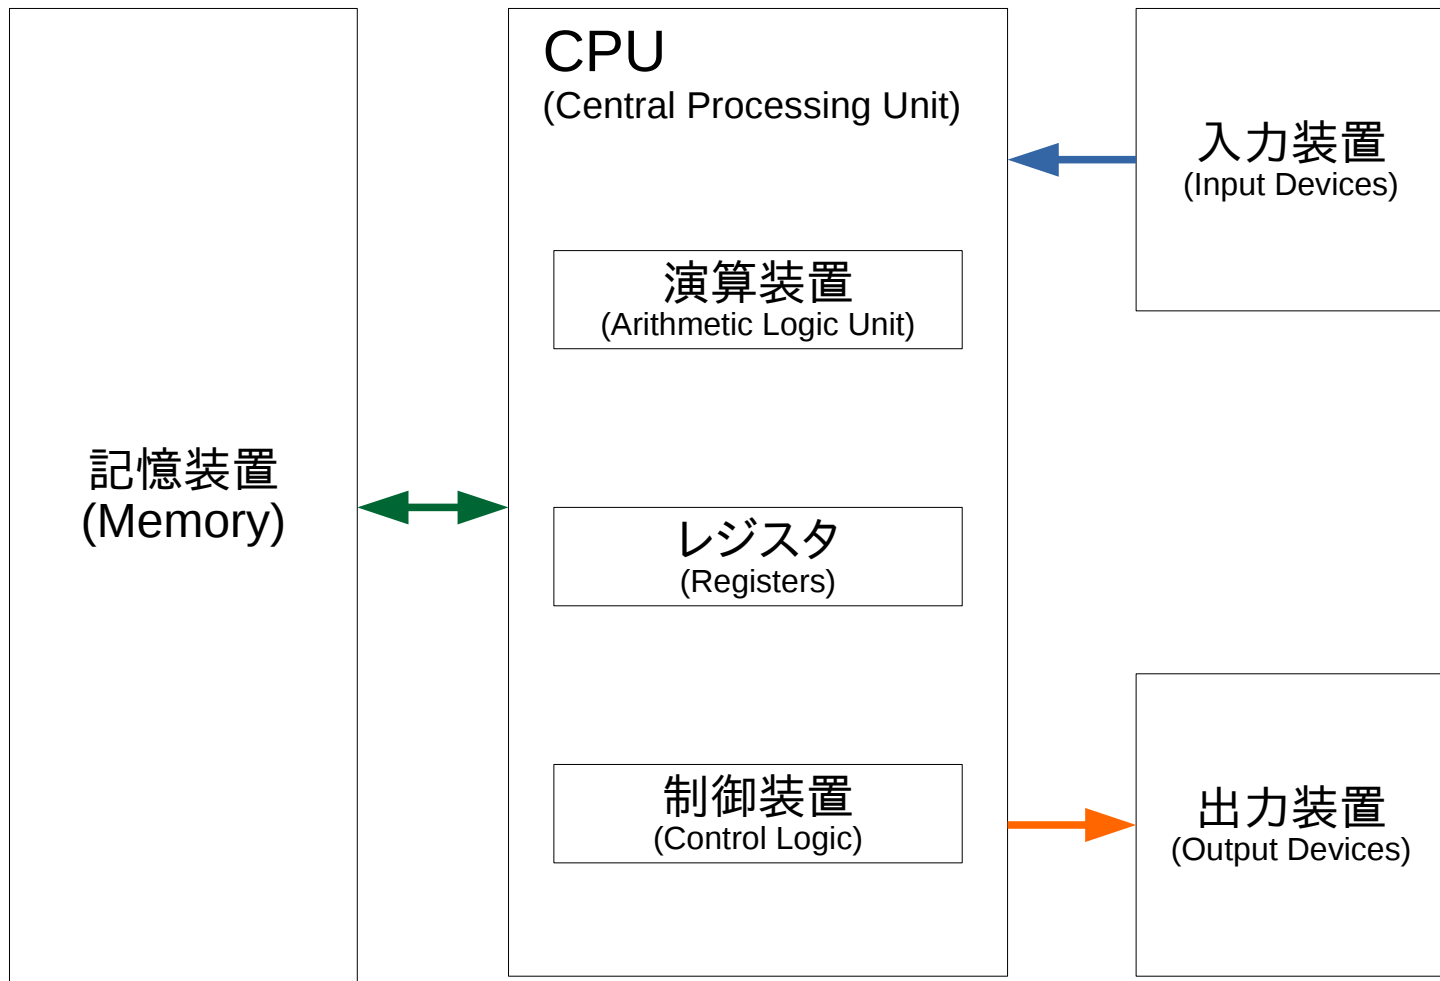 記憶装置
(Memory)
CPU
(Central Processing Unit)
演算装置
(Arithmetic Logic Unit)
レジスタ
(Registers)
制御装置
(Control Logic)
入力装置
(Input Devices)
出力装置
(Output Devices)